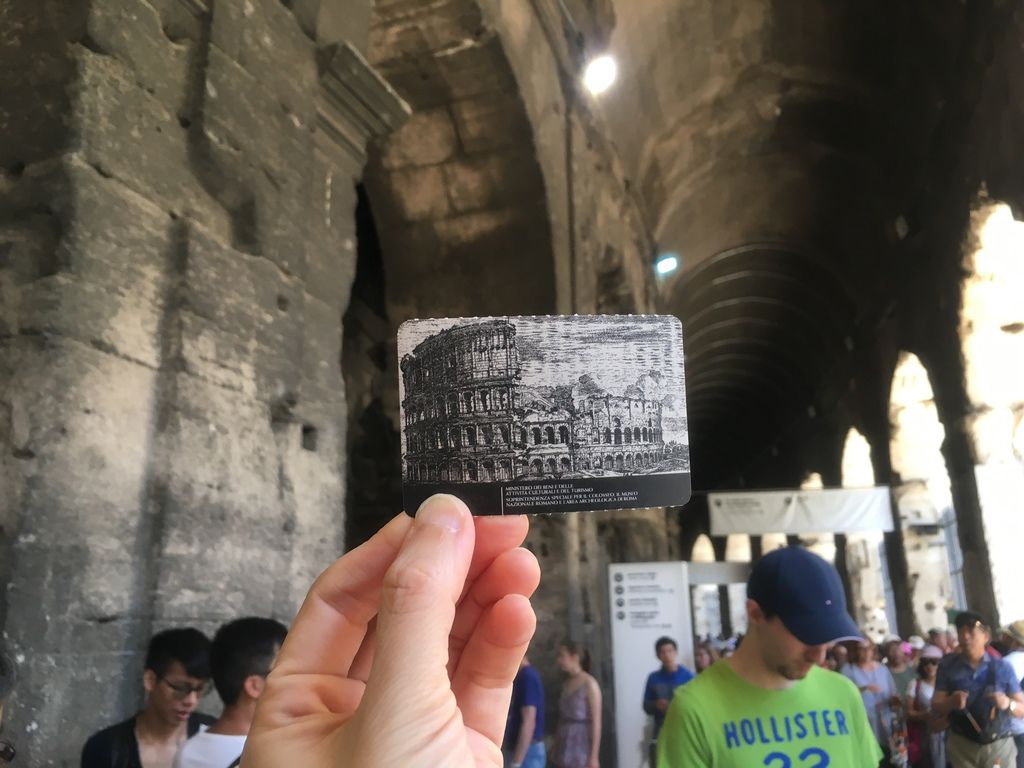 MINISTERO DEI BENI E DELLE
ATTIVITÀ CULTURALI E DEL TURISMO
SOPRINTENDENZA SPECIALE PER IL COLOSSEO, IL MUSEO
NAZIONALE ROMANO E L'AREA ARCHEOLOGICA DI ROMA
HOLLISTER
22